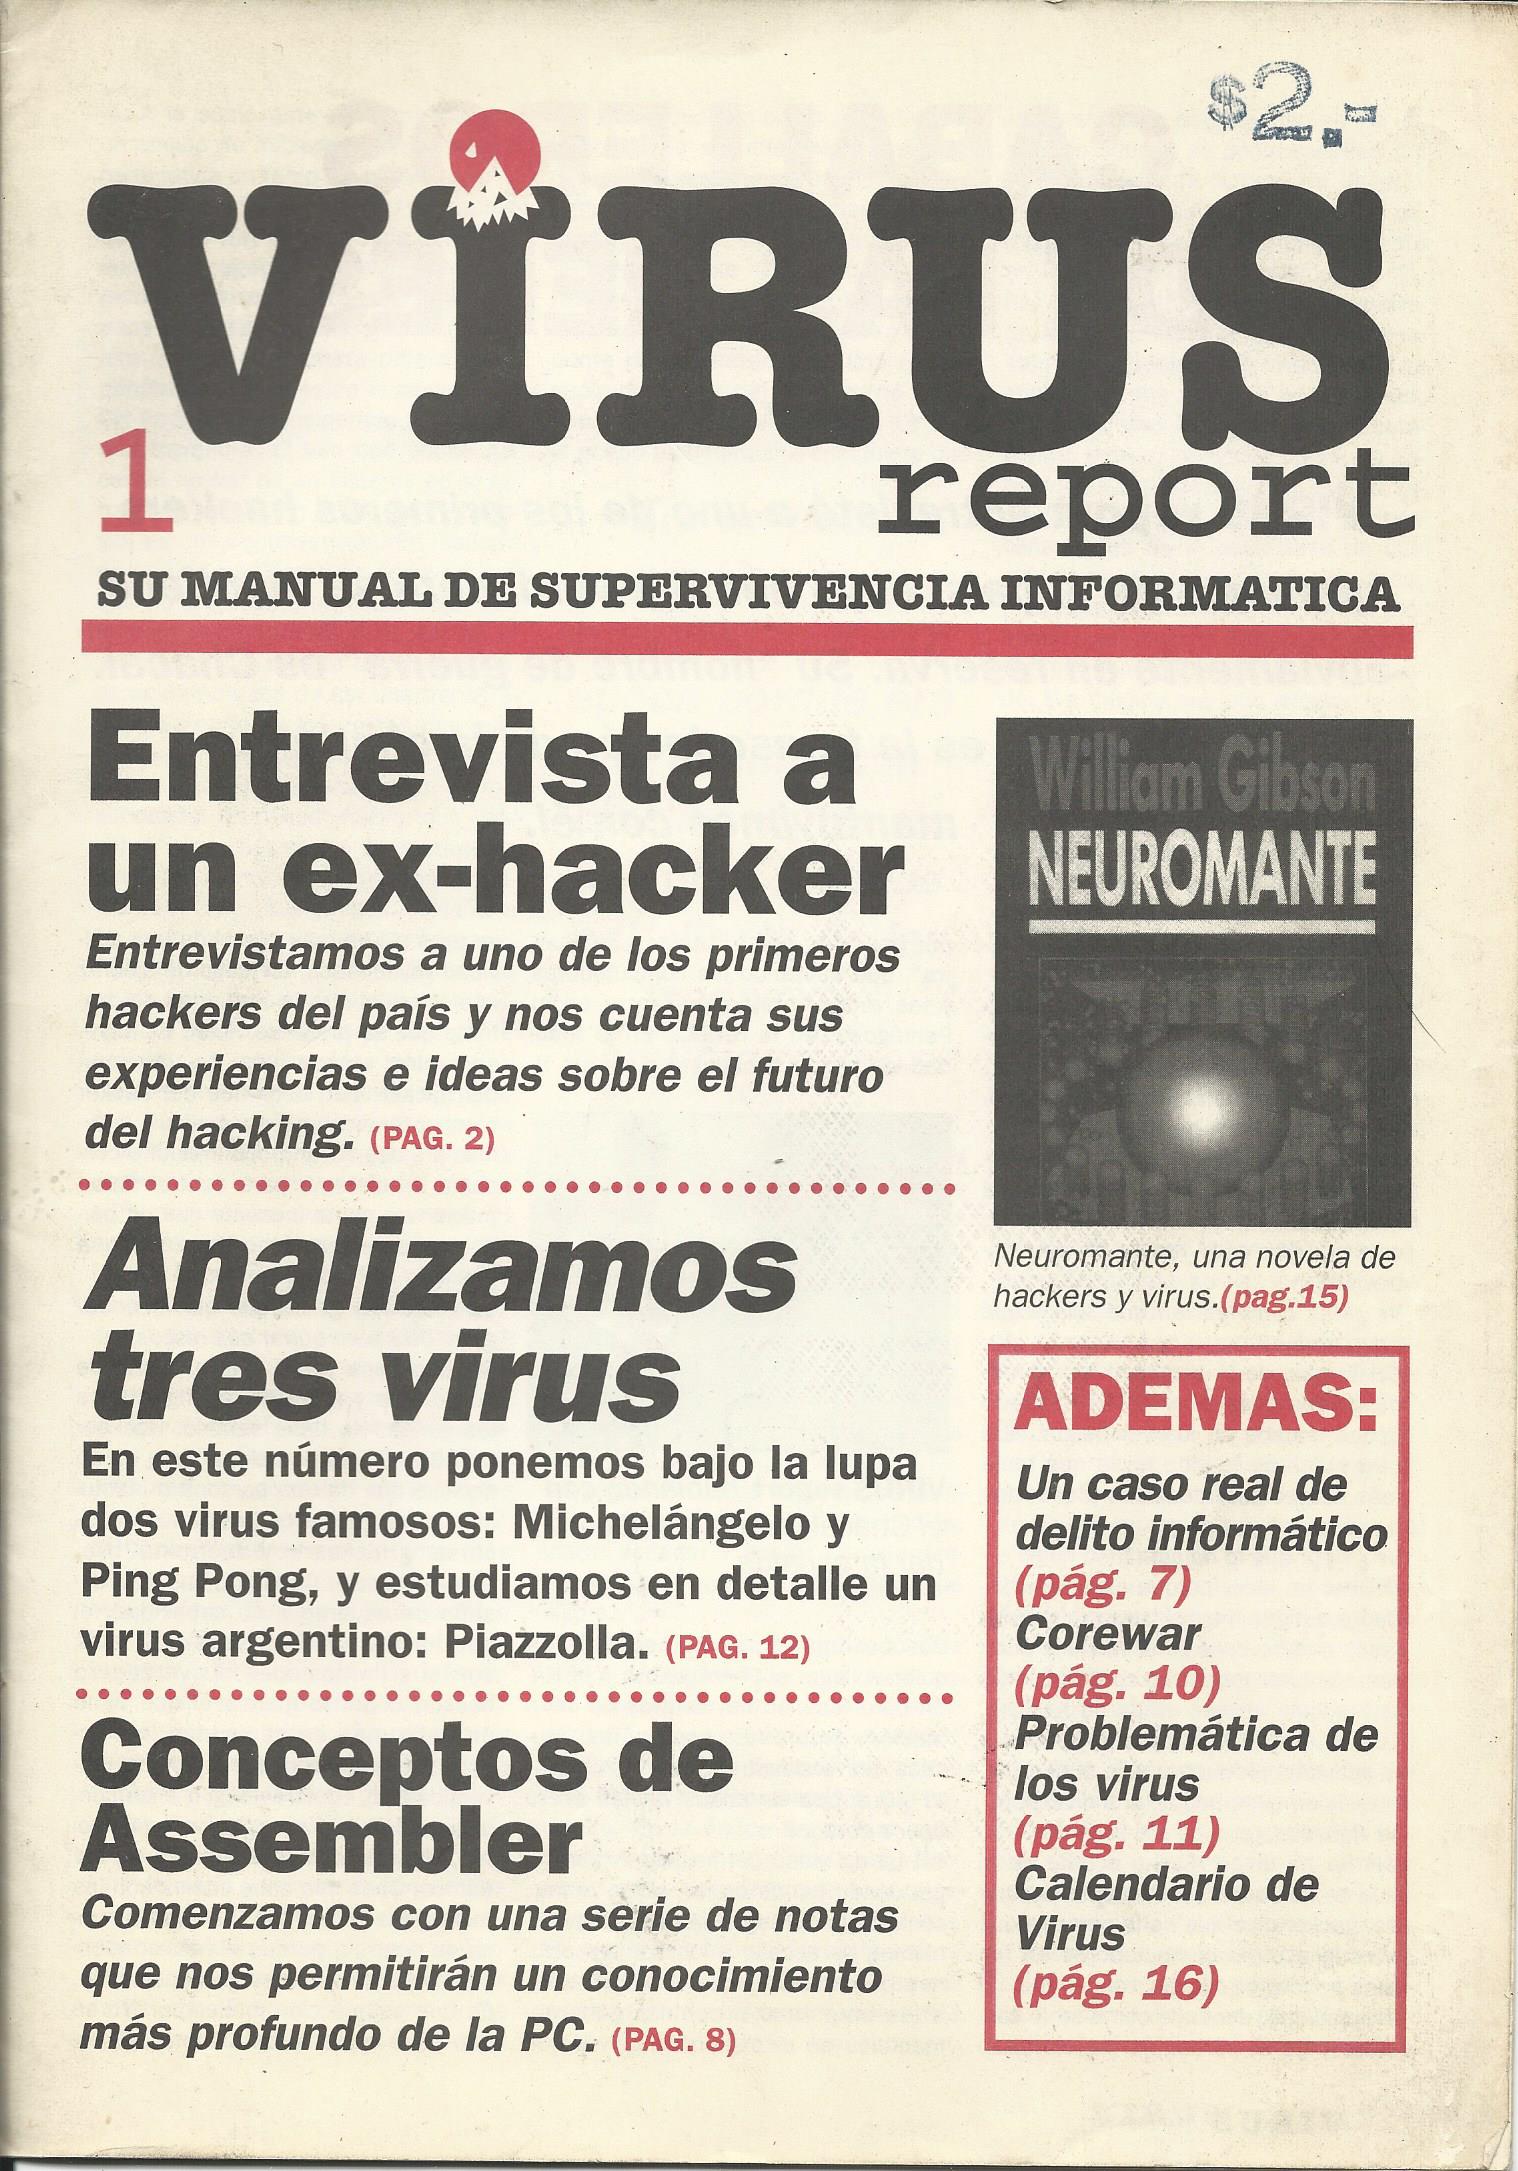 $2.-
VIRUS
1
report
SU MANUAL DE SUPERVIVENCIA INFORMATICA
Entrevista a
un ex-hacker
Entrevistamos a uno de los primeros
hackers del país y nos cuenta sus
experiencias e ideas sobre el futuro
del hacking. (PAG. 2)
Analizamos
tres virus
En este número ponemos bajo la lupa
dos virus famosos: Michelángelo y
Ping Pong, y estudiamos en detalle un
virus argentino: Piazzolla. (PAG. 12)
Conceptos de
Assembler
Comenzamos con una serie de notas
que nos permitirán un conocimiento
más profundo de la PC. (PAG. 8)
William Gibson
NEUROMANTE
Neuromante, una novela de
hackers y virus.(pag.15)
ADEMAS:
Un caso real de
delito informático
(pág. 7)
Corewar
(pág. 10)
Problemática de
los virus
(pág. 11)
Calendario de
Virus
(pág. 16)